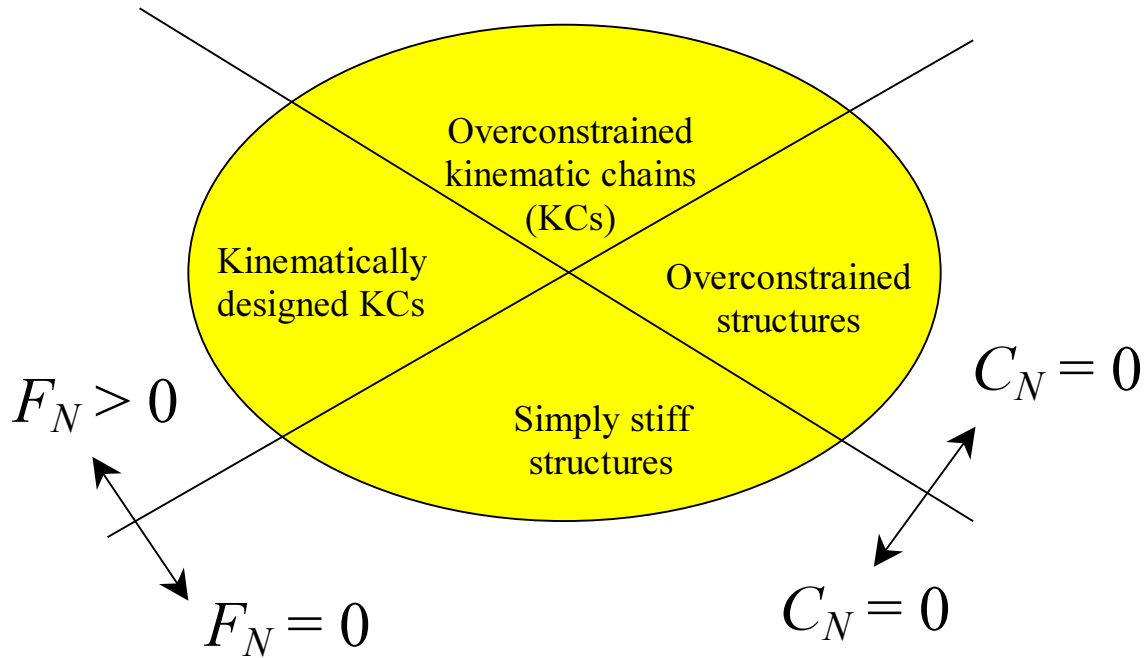 Overconstrained
kinematic chains
(KCs)
Kinematically
designed KCs
Overconstrained
structures
Simply stiff
structures
F_N > 0
F_N = 0
C_N = 0
C_N = 0